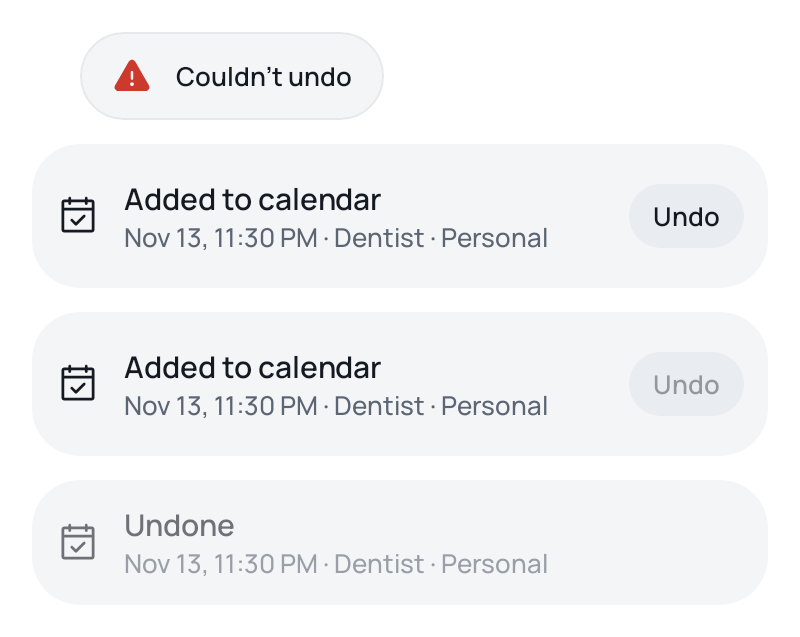 Couldn’t undo
Added to calendar
Nov 13, 11:30 PM · Dentist · Personal
Undo
Added to calendar
Nov 13, 11:30 PM · Dentist · Personal
Undo
Undone
Nov 13, 11:30 PM · Dentist · Personal